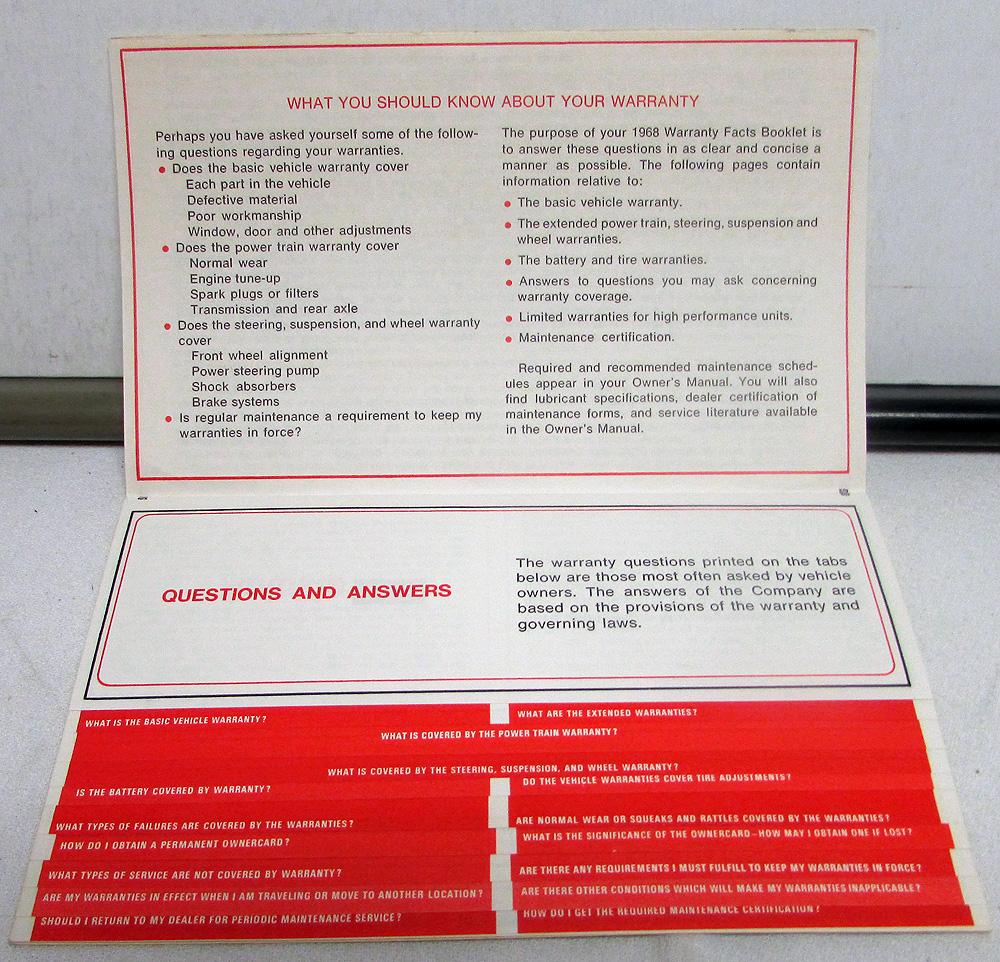 WHAT YOU SHOULD KNOW ABOUT YOUR WARRANTY
Perhaps you have asked yourself some of the follow-
ing questions regarding your warranties.
• Does the basic vehicle warranty cover
Each part in the vehicle
Defective material
Poor workmanship
Window, door and other adjustments
• Does the power train warranty cover
Normal wear
Engine tune-up
Spark plugs or filters
Transmission and rear axle
• Does the steering, suspension, and wheel warranty
cover
Front wheel alignment
Power steering pump
Shock absorbers
Brake systems
• Is regular maintenance a requirement to keep my
warranties in force?
The purpose of your 1968 Warranty Facts Booklet is
to answer these questions in as clear and concise a
manner as possible. The following pages contain
information relative to:
• The basic vehicle warranty.
• The extended power train, steering, suspension and
wheel warranties.
• The battery and tire warranties.
• Answers to questions you may ask concerning
warranty coverage.
• Limited warranties for high performance units.
• Maintenance certification.
Required and recommended maintenance sched-
ules appear in your Owner's Manual. You will also
find lubricant specifications, dealer certification of
maintenance forms, and service literature available
in the Owner's Manual.
QUESTIONS AND ANSWERS
The warranty questions printed on the tabs
below are those most often asked by vehicle
owners. The answers of the Company are
based on the provisions of the warranty and
governing laws.
WHAT IS THE BASIC VEHICLE WARRANTY?
WHAT ARE THE EXTENDED WARRANTIES?
WHAT IS COVERED BY THE POWER TRAIN WARRANTY?
WHAT IS COVERED BY THE STEERING, SUSPENSION, AND WHEEL WARRANTY?
IS THE BATTERY COVERED BY WARRANTY?
DO THE VEHICLE WARRANTIES COVER TIRE ADJUSTMENTS?
WHAT TYPES OF FAILURES ARE COVERED BY THE WARRANTIES?
ARE NORMAL WEAR OR SQUEAKS AND RATTLES COVERED BY THE WARRANTIES?
HOW DO I OBTAIN A PERMANENT OWNERCARD?
WHAT IS THE SIGNIFICANCE OF THE OWNERCARD—HOW MAY I OBTAIN ONE IF LOST?
WHAT TYPES OF SERVICE ARE NOT COVERED BY WARRANTY?
ARE THERE ANY REQUIREMENTS I MUST FULFILL TO KEEP MY WARRANTIES IN FORCE?
ARE MY WARRANTIES IN EFFECT WHEN I AM TRAVELING OR MOVE TO ANOTHER LOCATION?
ARE THERE OTHER CONDITIONS WHICH WILL MAKE MY WARRANTIES INAPPLICABLE?
SHOULD I RETURN TO MY DEALER FOR PERIODIC MAINTENANCE SERVICE?
HOW DO I GET THE REQUIRED MAINTENANCE CERTIFICATION?